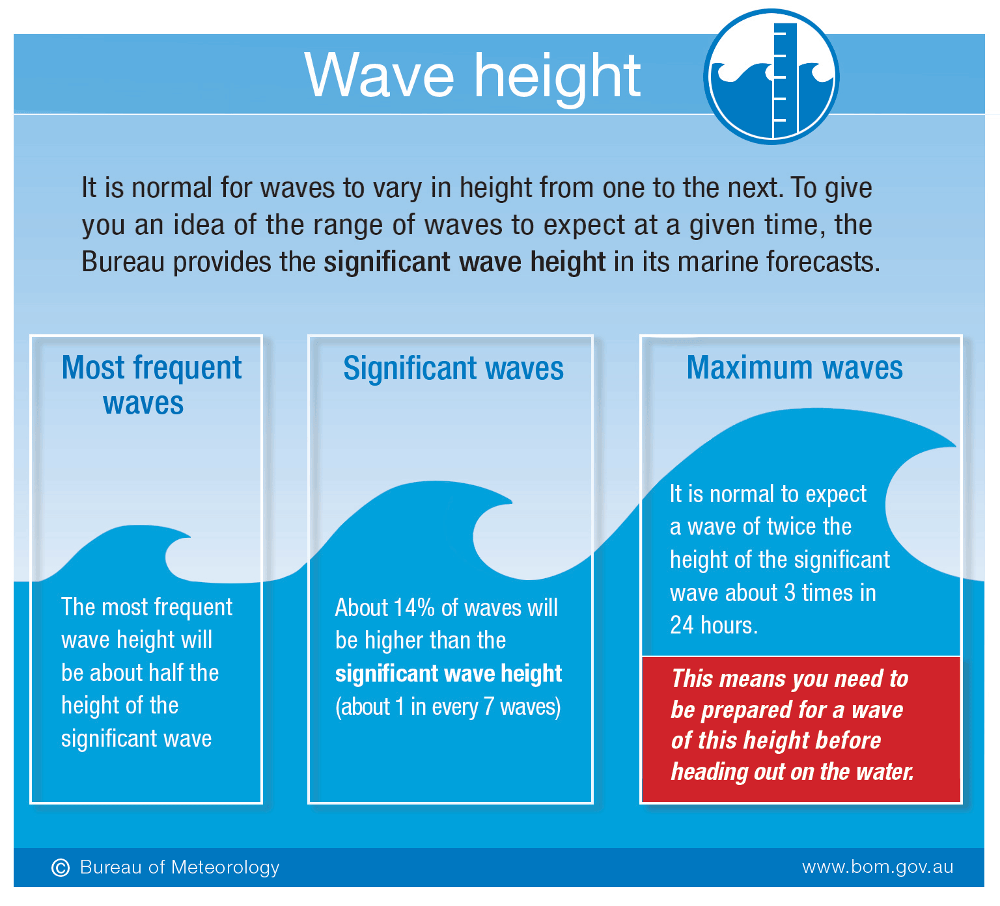 Wave height
It is normal for waves to vary in height from one to the next. To give
you an idea of the range of waves to expect at a given time, the
Bureau provides the significant wave height in its marine forecasts.
Most frequent
waves
The most frequent
wave height will
be about half the
height of the
significant wave
Significant waves
About 14% of waves will
be higher than the
significant wave height
(about 1 in every 7 waves)
Maximum waves
It is normal to expect
a wave of twice the
height of the significant
wave about 3 times in
24 hours.
This means you need to
be prepared for a wave
of this height before
heading out on the water.
© Bureau of Meteorology
www.bom.gov.au